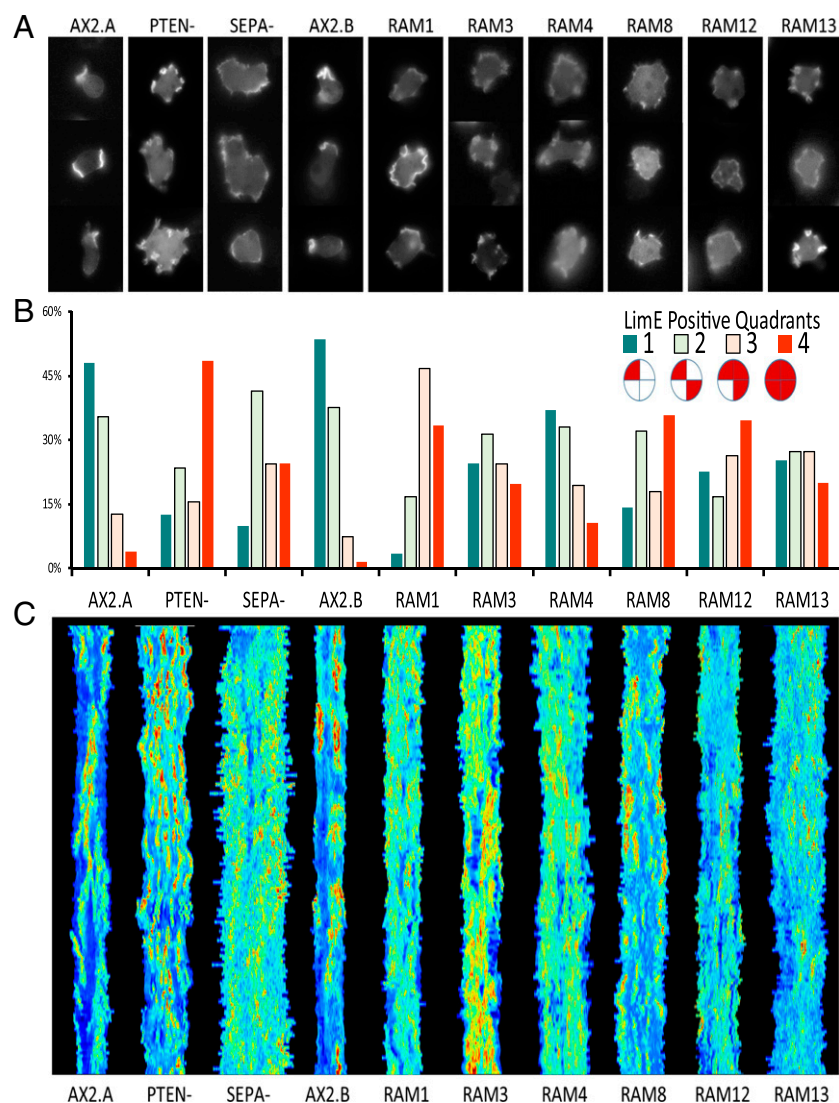 A
AX2.A PTEN- SEPA- AX2.B RAM1 RAM3 RAM4 RAM8 RAM12 RAM13
B
60%
45%
30%
15%
0%
LimE Positive Quadrants
1 2 3 4
AX2.A PTEN- SEPA- AX2.B RAM1 RAM3 RAM4 RAM8 RAM12 RAM13
C
AX2.A PTEN- SEPA- AX2.B RAM1 RAM3 RAM4 RAM8 RAM12 RAM13